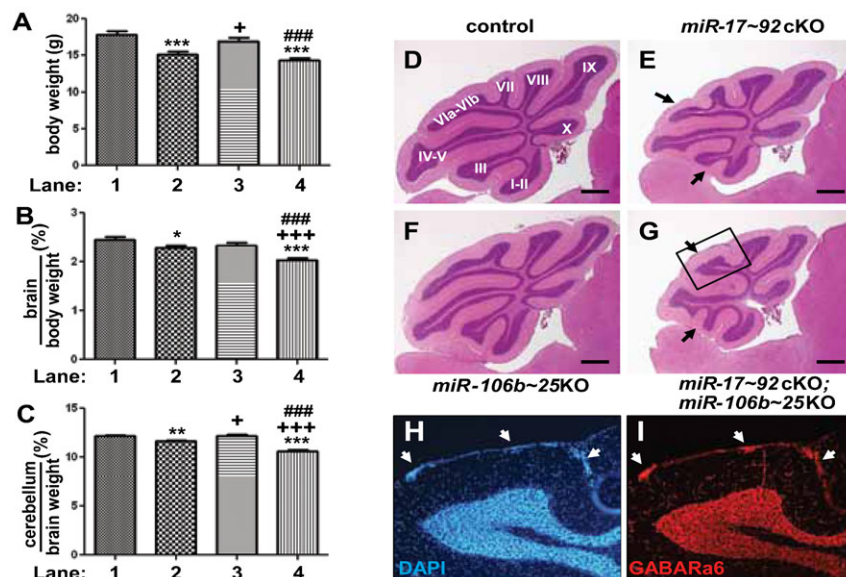 A
body weight (g)
20
15
10
5
0
***
+
###
***
Lane: 1 2 3 4
B
brain
body weight
(%)
3
2
1
0
*
###
+++
***
Lane: 1 2 3 4
C
cerebellum
brain weight
(%)
15
10
5
0
**
+
###
+++
***
Lane: 1 2 3 4
control
miR-17~92 cKO
D
IX
VIII
VII
VIa-VIb
X
IV-V
III
I-II
E
F
G
miR-106b~25KO
miR-17~92 cKO;
miR-106b~25KO
H
DAPI
I
GABARa6